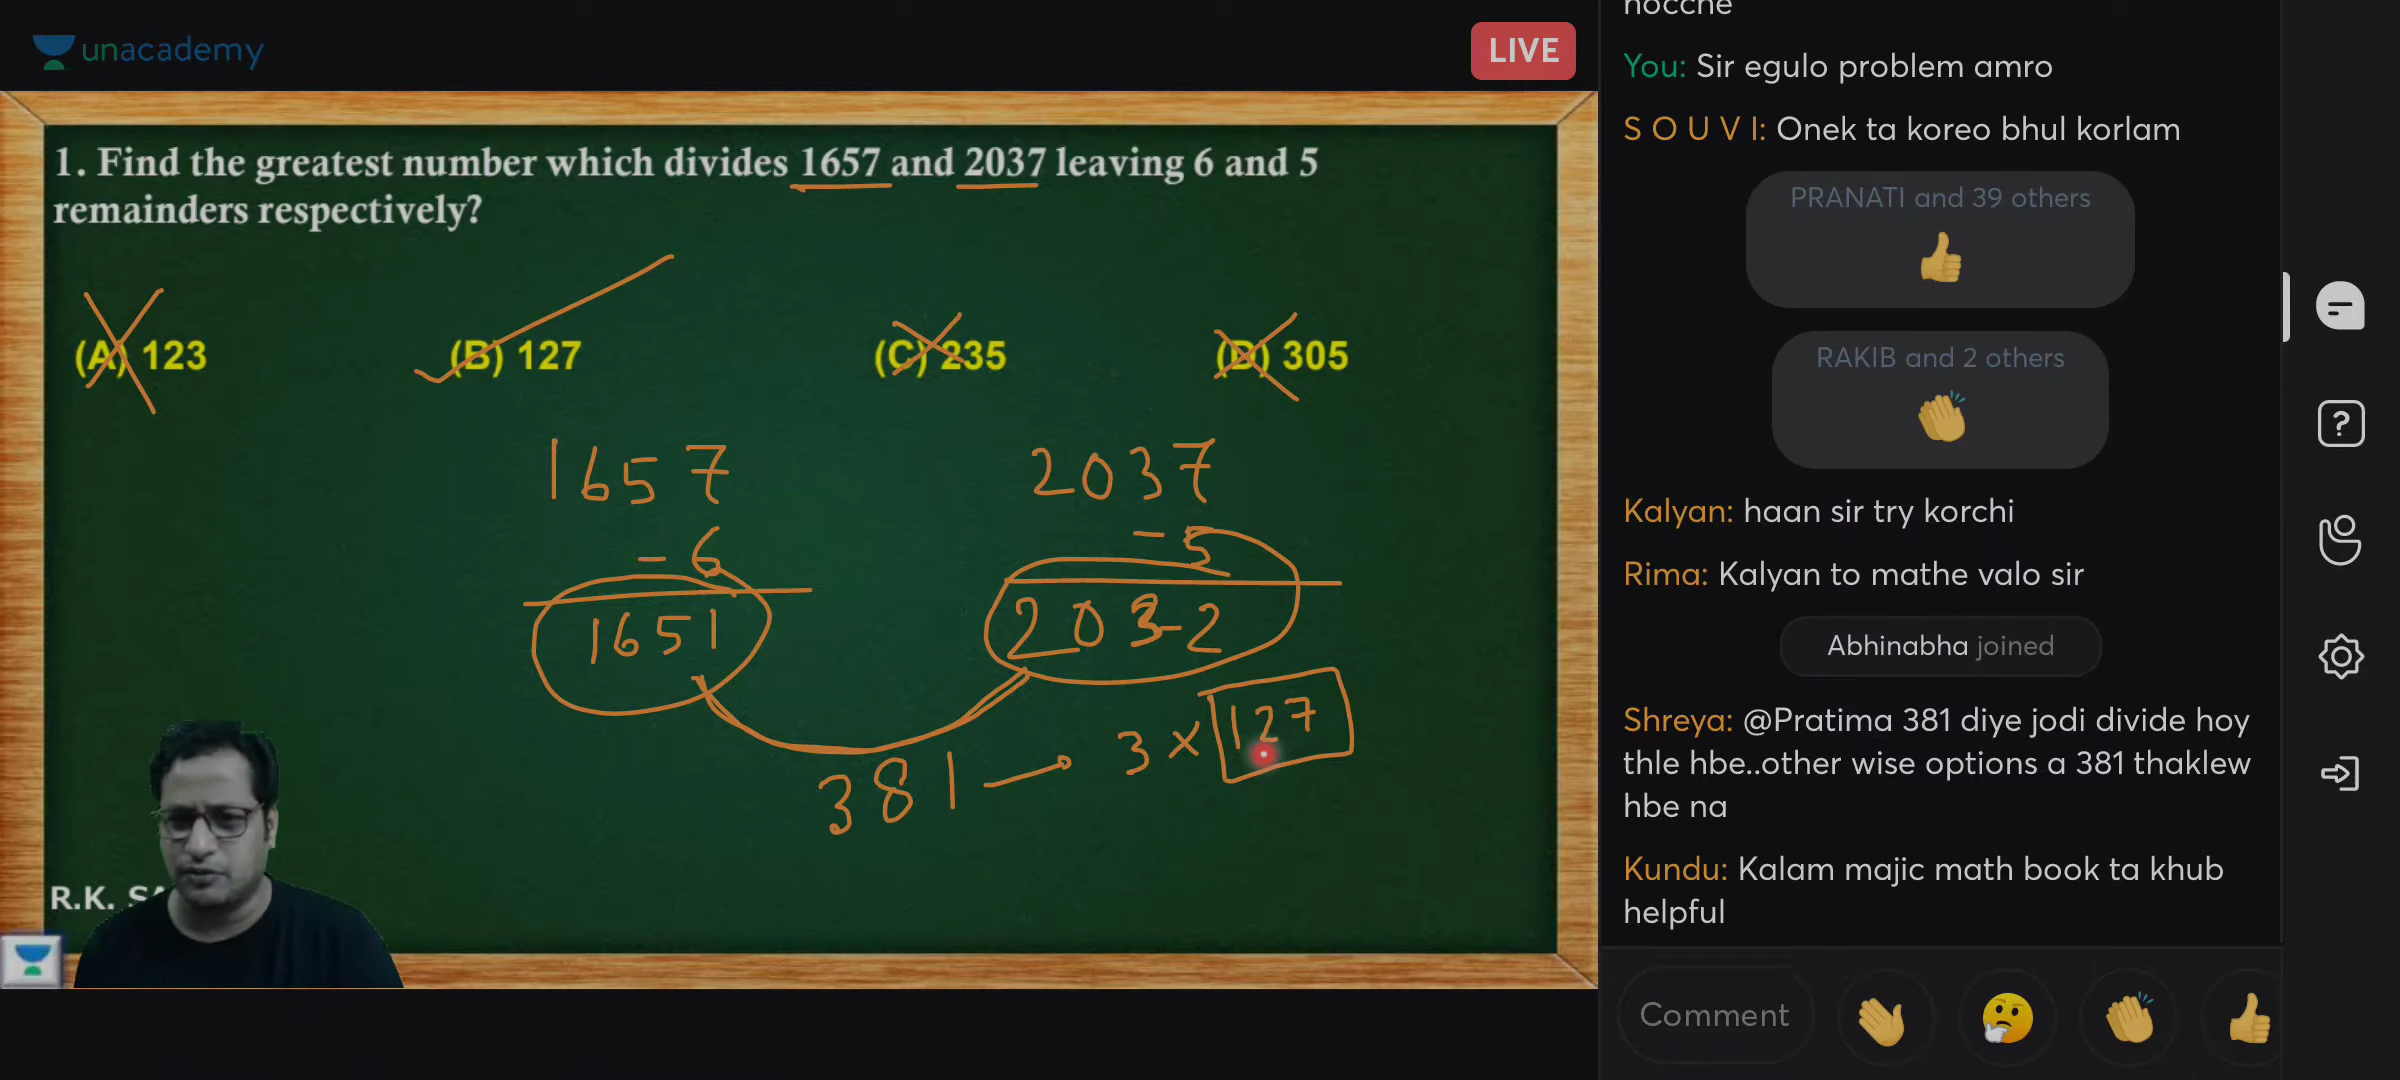 unacademy
LIVE
1. Find the greatest number which divides 1657 and 2037 leaving 6 and 5
remainders respectively?
(A) 123 (B) 127 (C) 235 (D) 305
1657 2037
- 6 - 5
1651 2032
381 → 3 × 127
R.K.
hocche
You: Sir egulo problem amro
S O U V I: Onek ta koreo bhul korlam
PRANATI and 39 others
RAKIB and 2 others
Kalyan: haan sir try korchi
Rima: Kalyan to mathe valo sir
Abhinabha joined
Shreya: @Pratima 381 diye jodi divide hoy
thle hbe..other wise options a 381 thaklew
hbe na
Kundu: Kalam majic math book ta khub
helpful
Comment